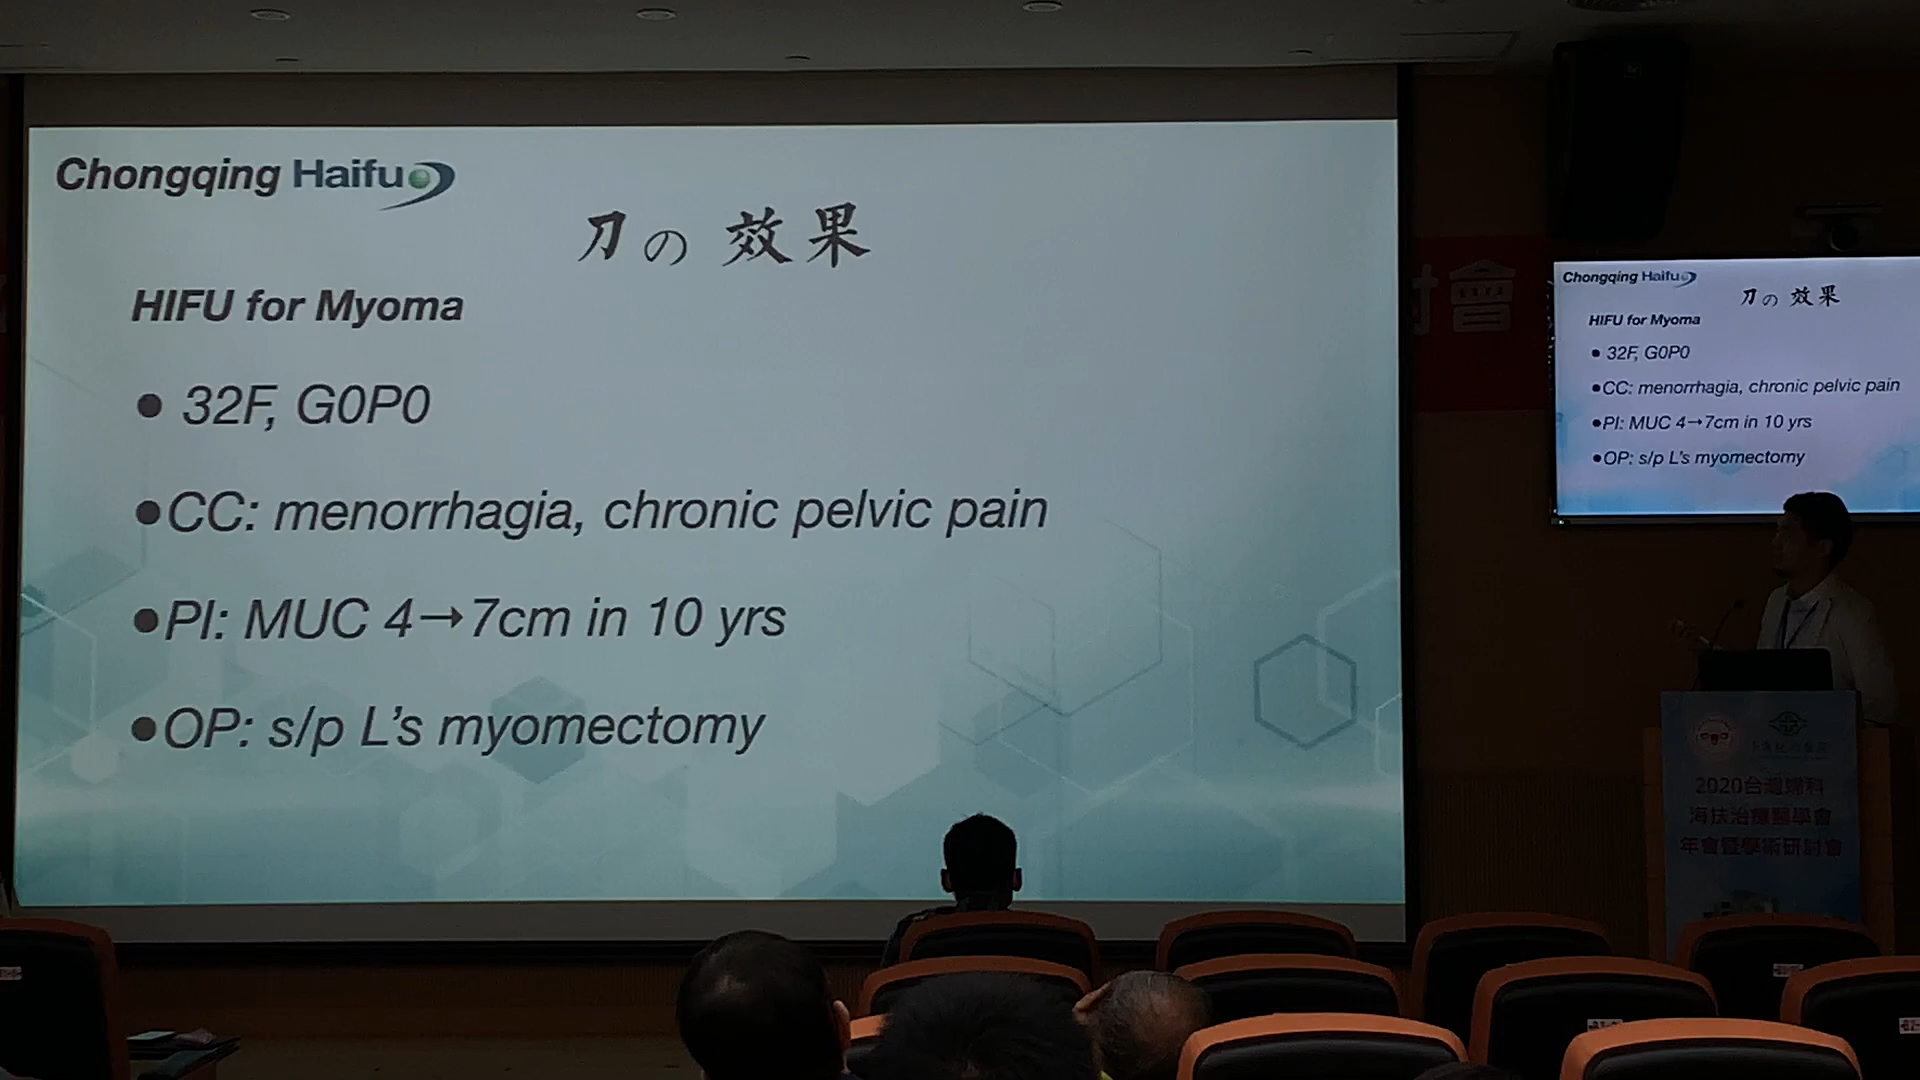 Chongqing Haifu
刀の 效果
HIFU for Myoma
● 32F, G0P0
●CC: menorrhagia, chronic pelvic pain
●PI: MUC 4→7cm in 10 yrs
●OP: s/p L's myomectomy
會
Chongqing Haifu
刀の 效果
HIFU for Myoma
● 32F, G0P0
●CC: menorrhagia, chronic pelvic pain
●PI: MUC 4→7cm in 10 yrs
●OP: s/p L's myomectomy
2020台灣婦科
海扶治療醫學會
年會暨學術研討會